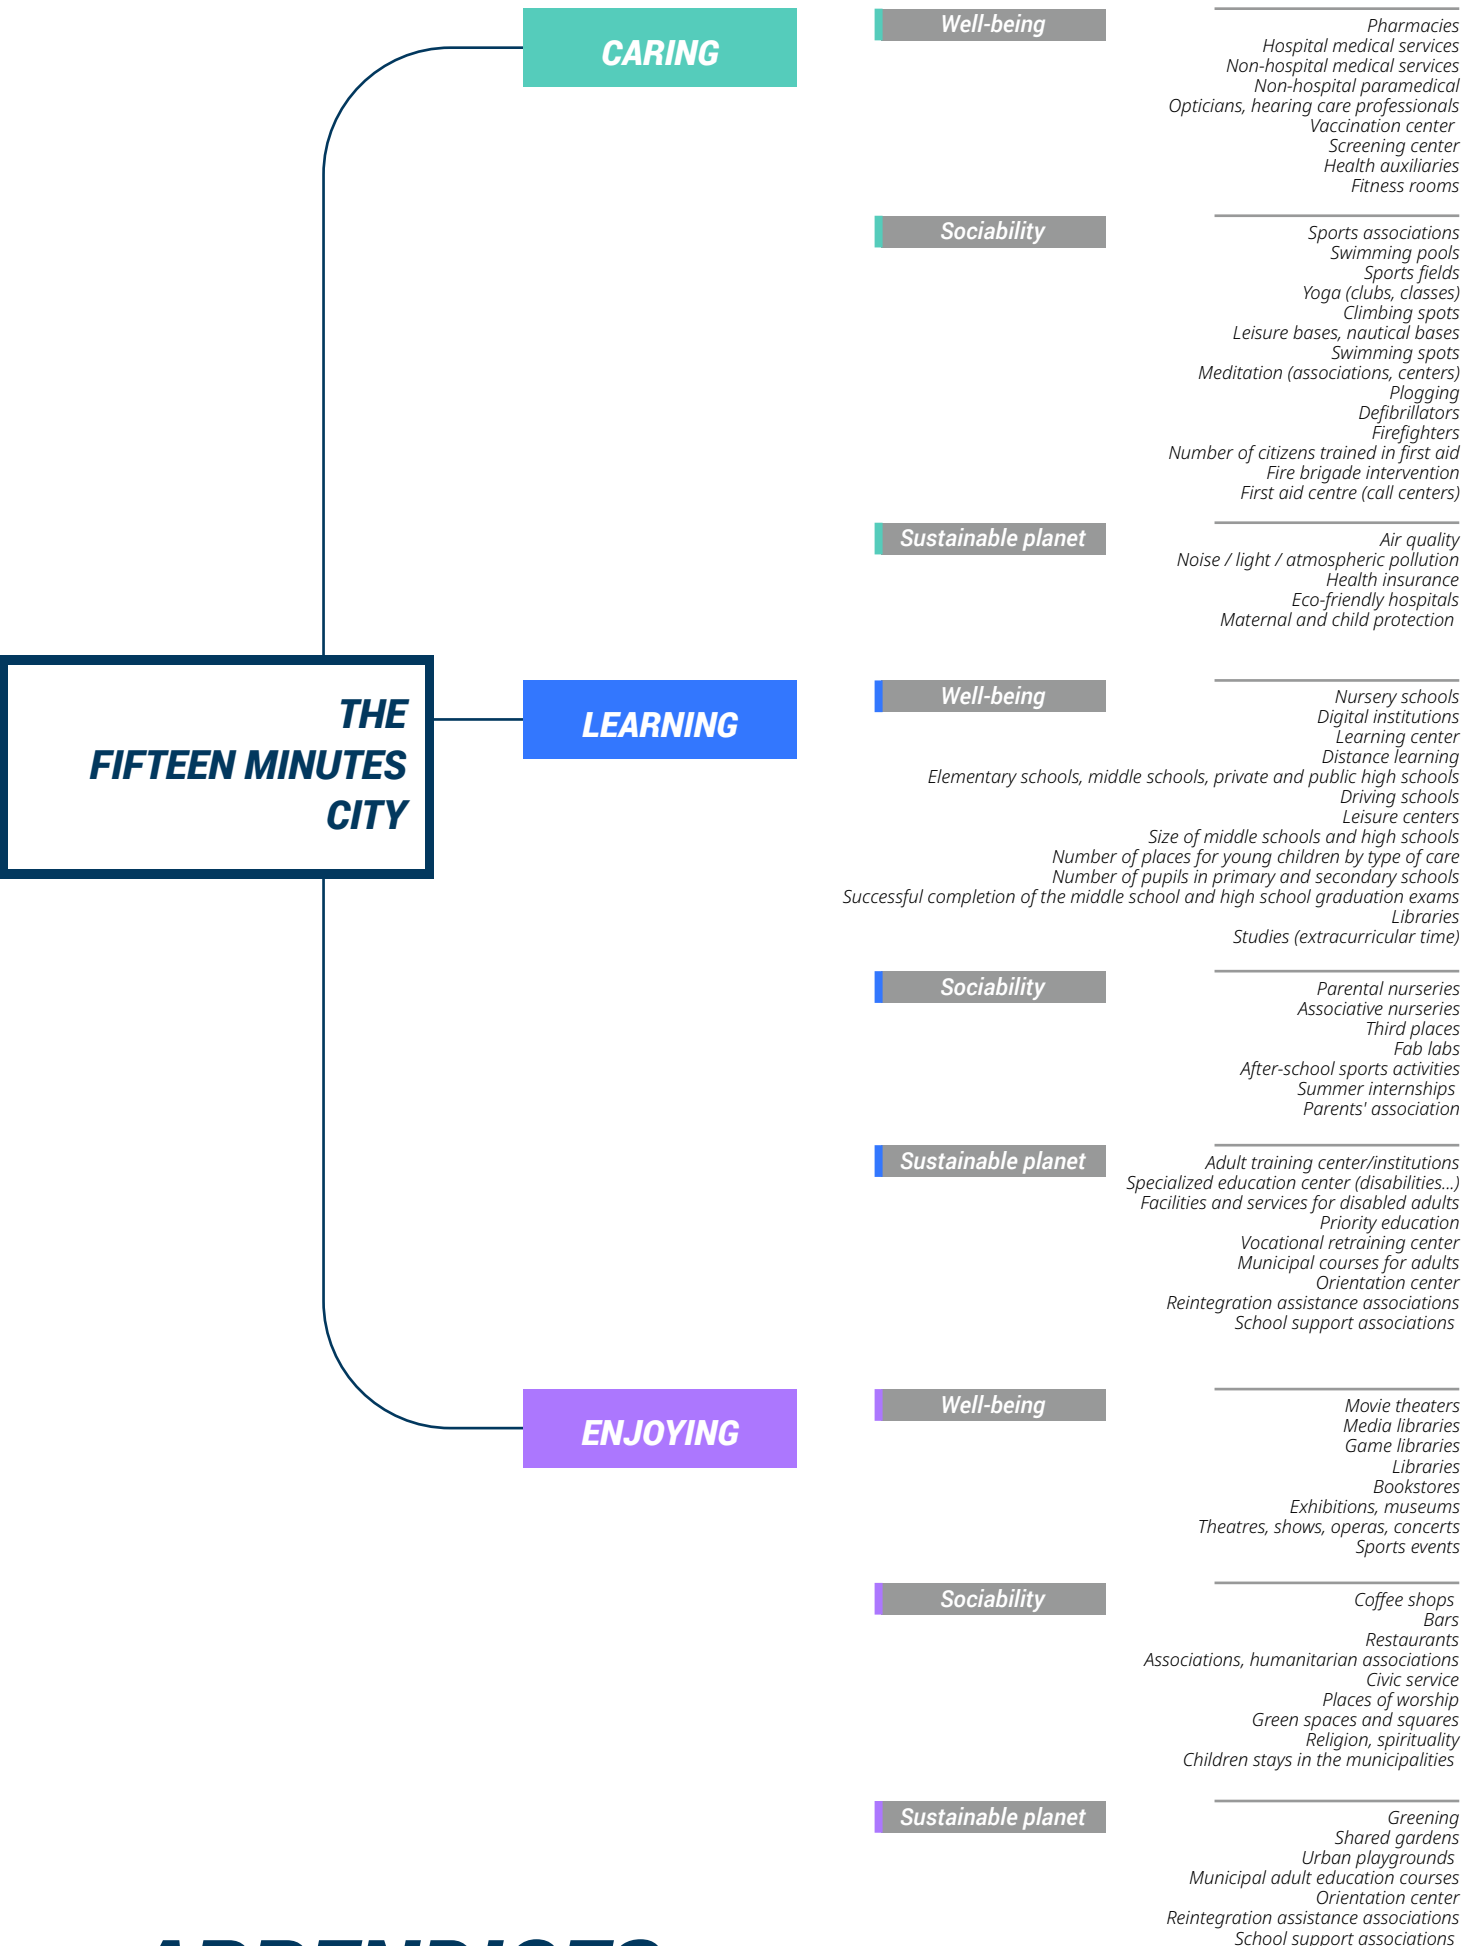 CARING
Well-being
Pharmacies
Hospital medical services
Non-hospital medical services
Non-hospital paramedical
Opticians, hearing care professionals
Vaccination center
Screening center
Health auxiliaries
Fitness rooms
Sociability
Sports associations
Swimming pools
Sports fields
Yoga (clubs, classes)
Climbing spots
Leisure bases, nautical bases
Swimming spots
Meditation (associations, centers)
Plogging
Defibrillators
Firefighters
Number of citizens trained in first aid
Fire brigade intervention
First aid centre (call centers)
Sustainable planet
Air quality
Noise / light / atmospheric pollution
Health insurance
Eco-friendly hospitals
Maternal and child protection
THE
FIFTEEN MINUTES
CITY
LEARNING
Well-being
Nursery schools
Digital institutions
Learning center
Distance learning
Elementary schools, middle schools, private and public high schools
Driving schools
Leisure centers
Size of middle schools and high schools
Number of places for young children by type of care
Number of pupils in primary and secondary schools
Successful completion of the middle school and high school graduation exams
Libraries
Studies (extracurricular time)
Sociability
Parental nurseries
Associative nurseries
Third places
Fab labs
After-school sports activities
Summer internships
Parents' association
Sustainable planet
Adult training center/institutions
Specialized education center (disabilities...)
Facilities and services for disabled adults
Priority education
Vocational retraining center
Municipal courses for adults
Orientation center
Reintegration assistance associations
School support associations
ENJOYING
Well-being
Movie theaters
Media libraries
Game libraries
Libraries
Bookstores
Exhibitions, museums
Theatres, shows, operas, concerts
Sports events
Sociability
Coffee shops
Bars
Restaurants
Associations, humanitarian associations
Civic service
Places of worship
Green spaces and squares
Religion, spirituality
Children stays in the municipalities
Sustainable planet
Greening
Shared gardens
Urban playgrounds
Municipal adult education courses
Orientation center
Reintegration assistance associations
School support associations
APPENDICES